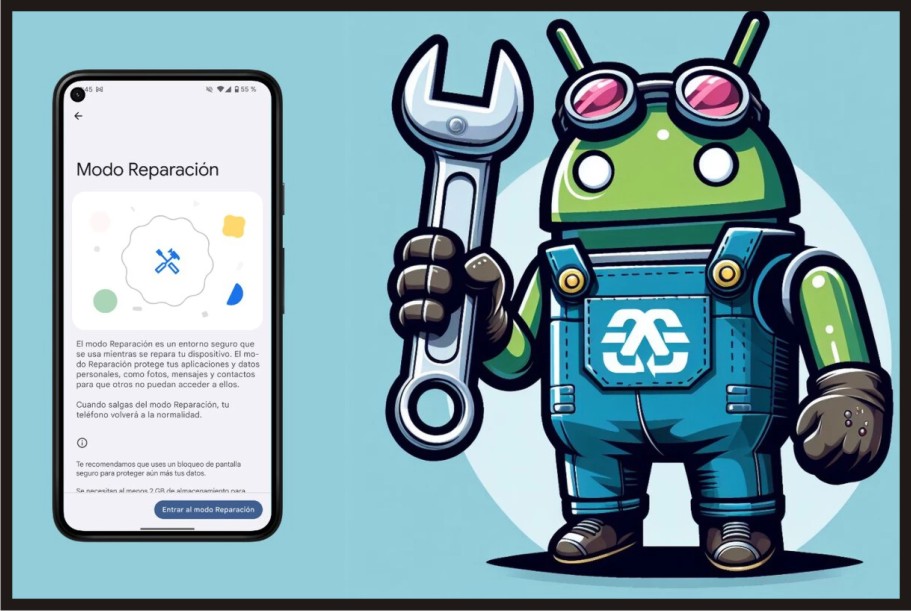 45
55 %
Modo Reparación
El modo Reparación es un entorno seguro que
se usa mientras se repara tu dispositivo. El mo-
do Reparación protege tus aplicaciones y datos
personales, como fotos, mensajes y contactos
para que otros no puedan acceder a ellos.
Cuando salgas del modo Reparación, tu
teléfono volverá a la normalidad.
Te recomendamos que uses un bloqueo de pantalla
seguro para proteger aún más tus datos.
Se necesitan al menos 2 GB de almacenamiento para
Entrar al modo Reparación